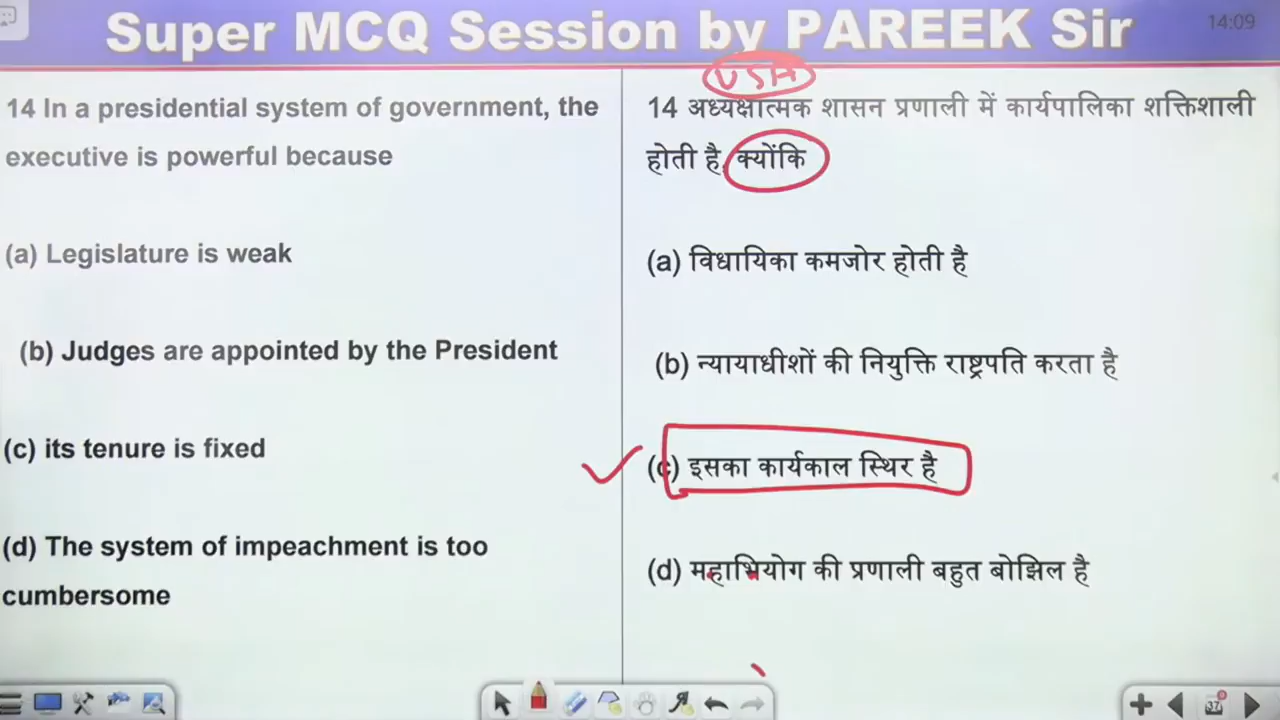 Super MCQ Session by PAREEK Sir
14:09
14 In a presidential system of government, the
executive is powerful because
(a) Legislature is weak
(b) Judges are appointed by the President
(c) its tenure is fixed
(d) The system of impeachment is too
cumbersome
USA
14 अध्यक्षात्मक शासन प्रणाली में कार्यपालिका शक्तिशाली
होती है, क्योंकि
(a) विधायिका कमजोर होती है
(b) न्यायाधीशों की नियुक्ति राष्ट्रपति करता है
(c) इसका कार्यकाल स्थिर है
(d) महाभियोग की प्रणाली बहुत बोझिल है
37